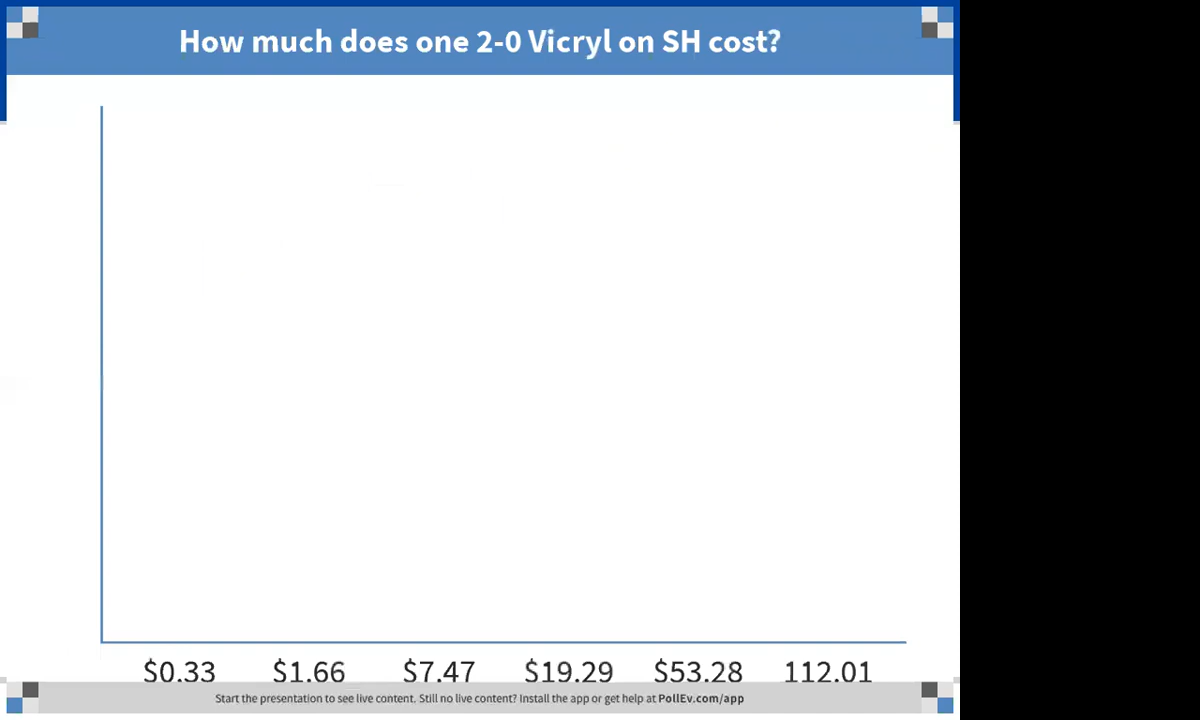 How much does one 2-0 Vicryl on SH cost?
$0.33 $1.66 $7.47 $19.29 $53.28 112.01
Start the presentation to see live content. Still no live content? Install the app or get help at PollEv.com/app